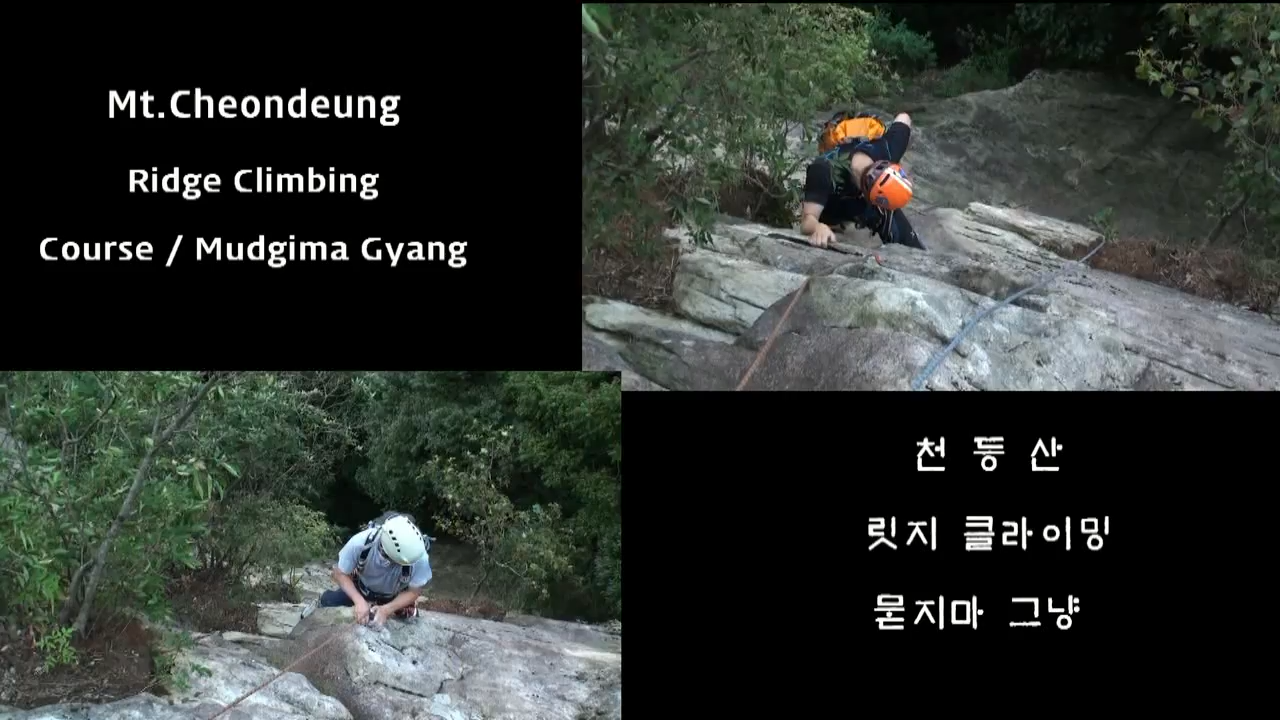 Mt.Cheondeung
Ridge Climbing
Course / Mudgima Gyang
천 등 산
릿지 클라이밍
묻지마 그냥